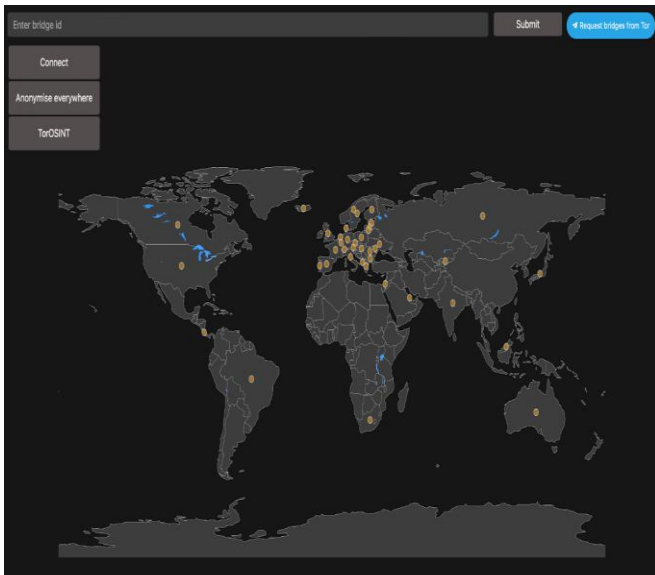 Enter bridge id
Submit
Request bridges from Tor
Connect
Anonymise everywhere
TorOSINT